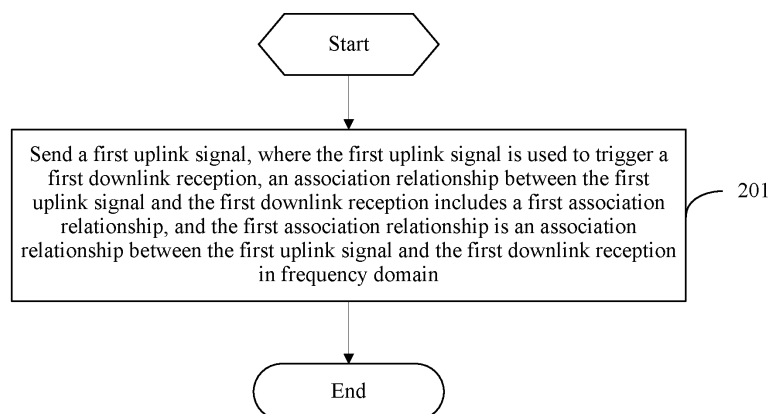 Start
Send a first uplink signal, where the first uplink signal is used to trigger a
first downlink reception, an association relationship between the first
uplink signal and the first downlink reception includes a first association
relationship, and the first association relationship is an association
relationship between the first uplink signal and the first downlink reception
in frequency domain
201
End